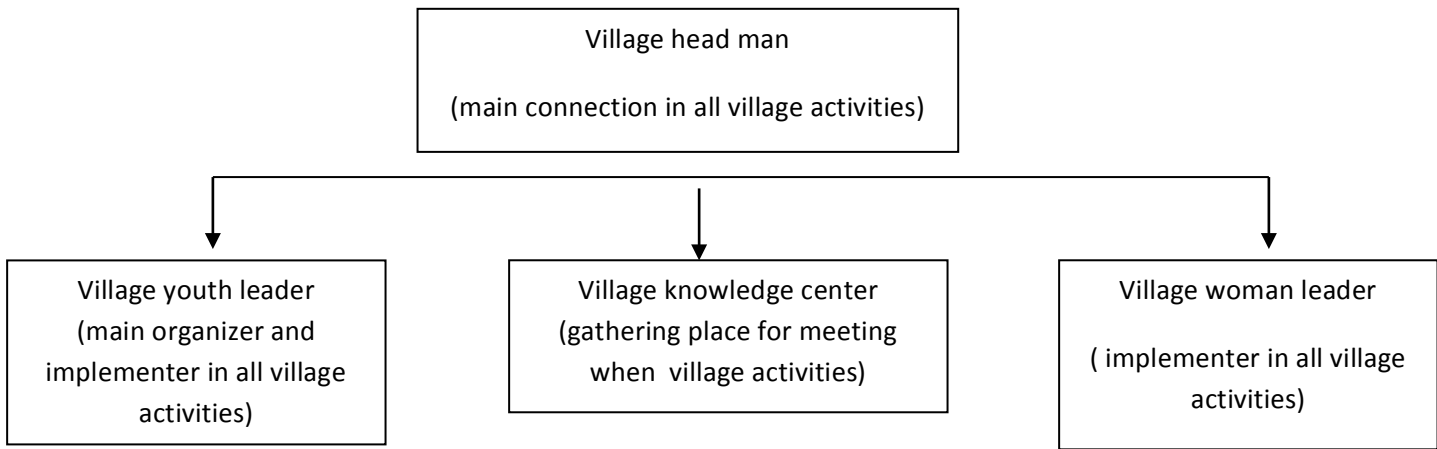 Village head man
(main connection in all village activities)
Village youth leader
(main organizer and
implementer in all village
activities)
Village knowledge center
(gathering place for meeting
when village activities)
Village woman leader
( implementer in all village
activities)